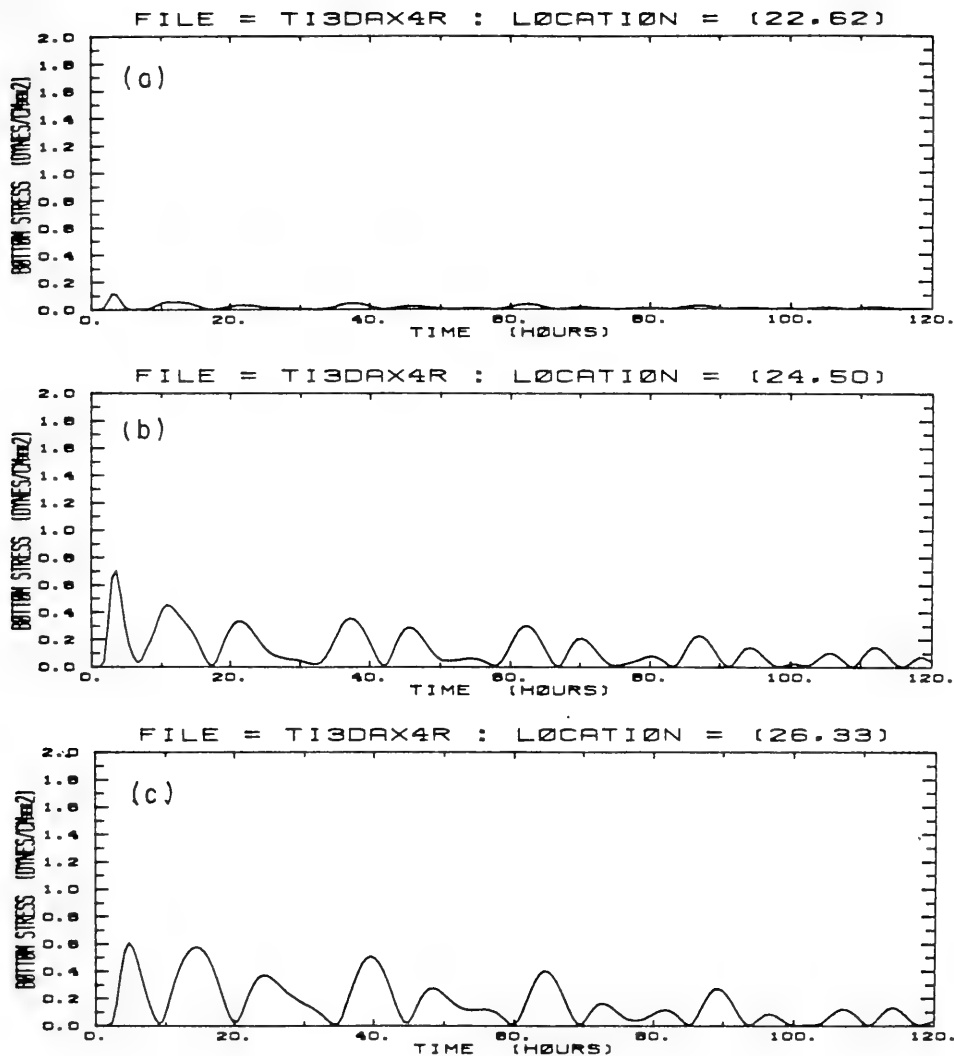 FILE = TI3DAX4R : LØCATIØN = (22.62)
(a)
BØTTØM STRESS (DYNES/CM**2)
2.0
1.8
1.6
1.4
1.2
1.0
0.8
0.6
0.4
0.2
0.0
0. 20. 40. 60. 80. 100. 120.
TIME (HØURS)
FILE = TI3DAX4R : LØCATIØN = (24.50)
(b)
BØTTØM STRESS (DYNES/CM**2)
2.0
1.8
1.6
1.4
1.2
1.0
0.8
0.6
0.4
0.2
0.0
0. 20. 40. 60. 80. 100. 120.
TIME (HØURS)
FILE = TI3DAX4R : LØCATIØN = (26.33)
(c)
BØTTØM STRESS (DYNES/CM**2)
2.0
1.8
1.6
1.4
1.2
1.0
0.8
0.6
0.4
0.2
0.0
0. 20. 40. 60. 80. 100. 120.
TIME (HØURS)